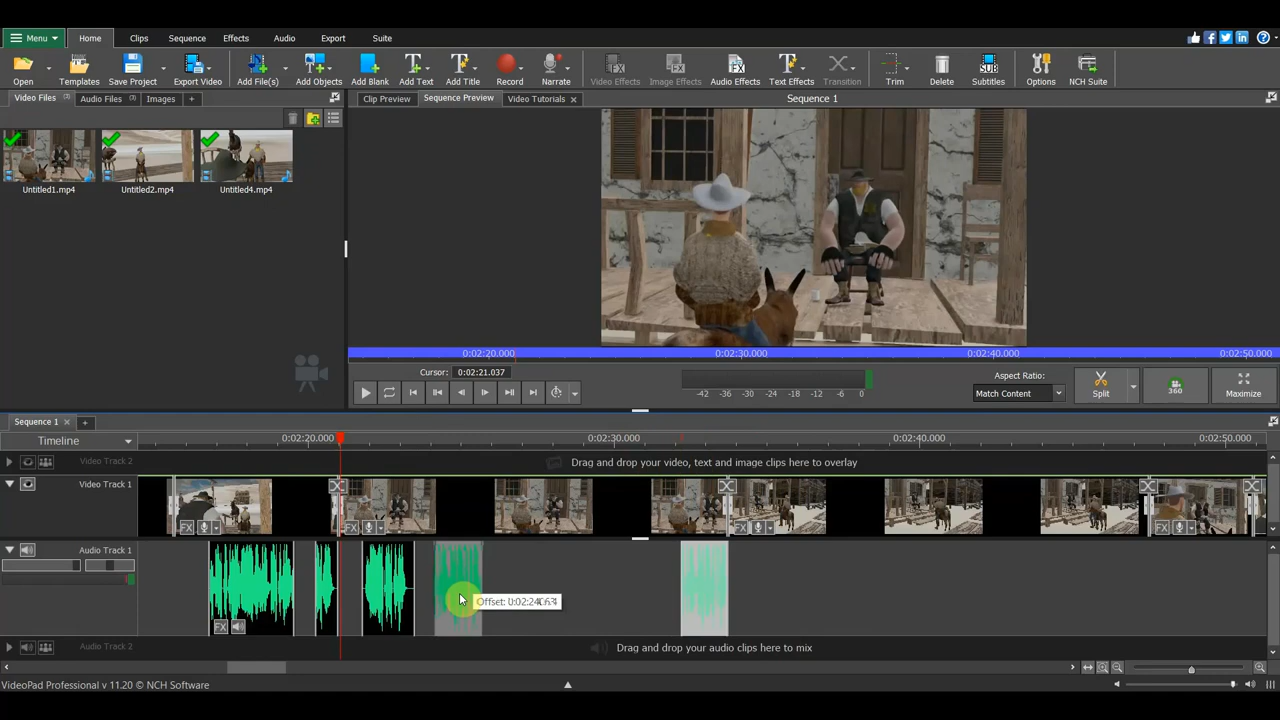 Menu Home Clips Sequence Effects Audio Export Suite
Open Templates Save Project Export Video Add File(s) Add Objects Add Blank Add Text Add Title Record Narrate Video Effects Image Effects Audio Effects Text Effects Transition Trim Delete Subtitles Options NCH Suite
Video Files Audio Files Images + Clip Preview Sequence Preview Video Tutorials Sequence 1
Untitled1.mp4 Untitled2.mp4 Untitled4.mp4
0:02:20.000 0:02:30.000 0:02:40.000 0:02:50.000
Cursor: 0:02:21.037
Aspect Ratio:
Match Content
-42 -36 -30 -24 -18 -12 -6 0
Split 360 Maximize
Sequence 1
Timeline 0:02:20.000 0:02:30.000 0:02:40.000 0:02:50.000
Video Track 2 Drag and drop your video, text and image clips here to overlay
Video Track 1
FX FX FX FX
Audio Track 1
Offset:
FX
Audio Track 2 Drag and drop your audio clips here to mix
VideoPad Professional v 11.20 © NCH Software